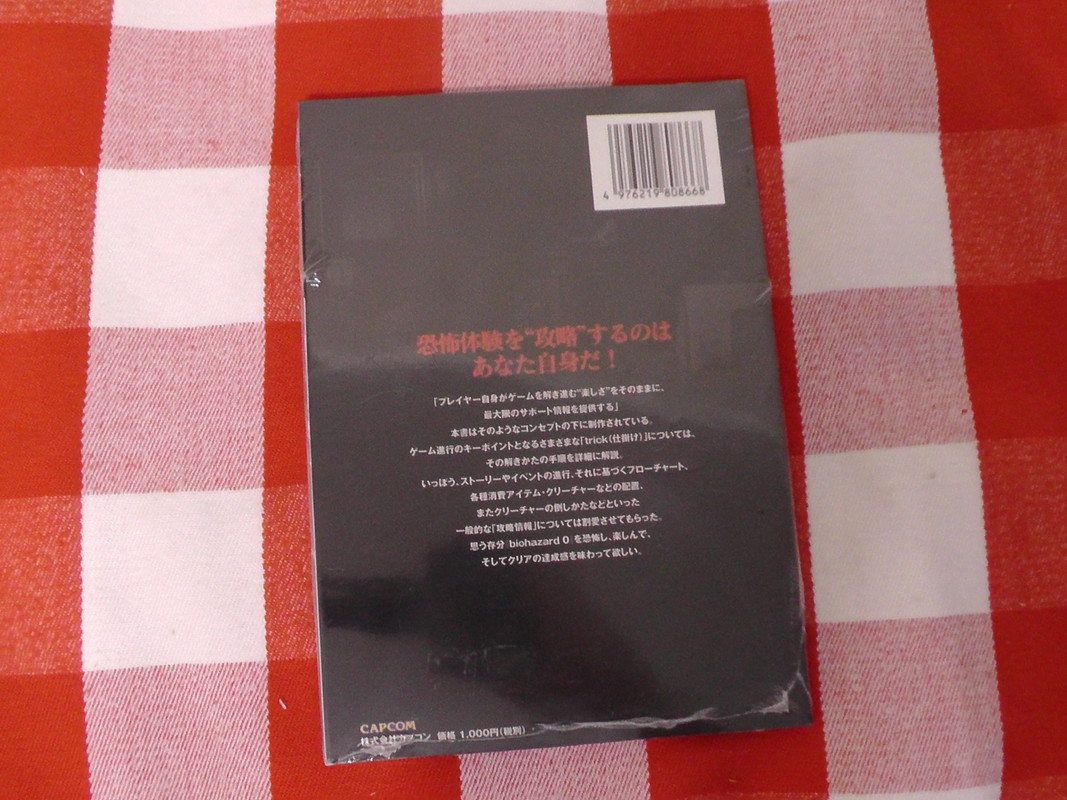 4 976219 808668
恐怖体験を“攻略”するのは
あなた自身だ！
「プレイヤー自身がゲームを解き進む“楽しさ”をそのままに、
最大限のサポート情報を提供する」
本書はそのようなコンセプトの下に制作されている。
ゲーム進行のキーポイントとなるさまざまな「trick（仕掛け）」については、
その解きかたの手順を詳細に解説。
いっぽう、ストーリーやイベントの進行、それに基づくフローチャート、
各種消費アイテム・クリーチャーなどの配置、
またクリーチャーの倒しかたなどといった
一般的な「攻略情報」については割愛させてもらった。
思う存分「biohazard 0」を恐怖し、楽しんで、
そしてクリアの達成感を味わって欲しい。
CAPCOM
株式会社カプコン 価格 1,000円（税別）